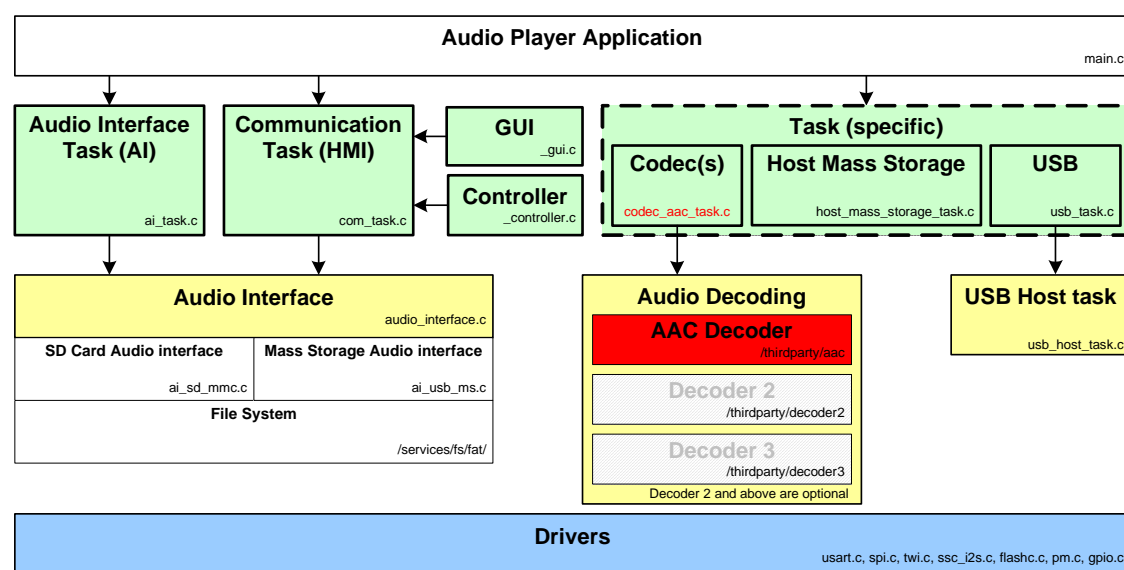 Audio Player Application
main.c
Audio Interface
Task (AI)
ai_task.c
Communication
Task (HMI)
com_task.c
GUI
_gui.c
Controller
_controller.c
Task (specific)
Codec(s)
codec_aac_task.c
Host Mass Storage
host_mass_storage_task.c
USB
usb_task.c
Audio Interface
audio_interface.c
SD Card Audio interface
ai_sd_mmc.c
Mass Storage Audio interface
ai_usb_ms.c
File System
/services/fs/fat/
Audio Decoding
AAC Decoder
/thirdparty/aac
Decoder 2
/thirdparty/decoder2
Decoder 3
/thirdparty/decoder3
Decoder 2 and above are optional
USB Host task
usb_host_task.c
Drivers
usart.c, spi.c, twi.c, ssc_i2s.c, flashc.c, pm.c, gpio.c